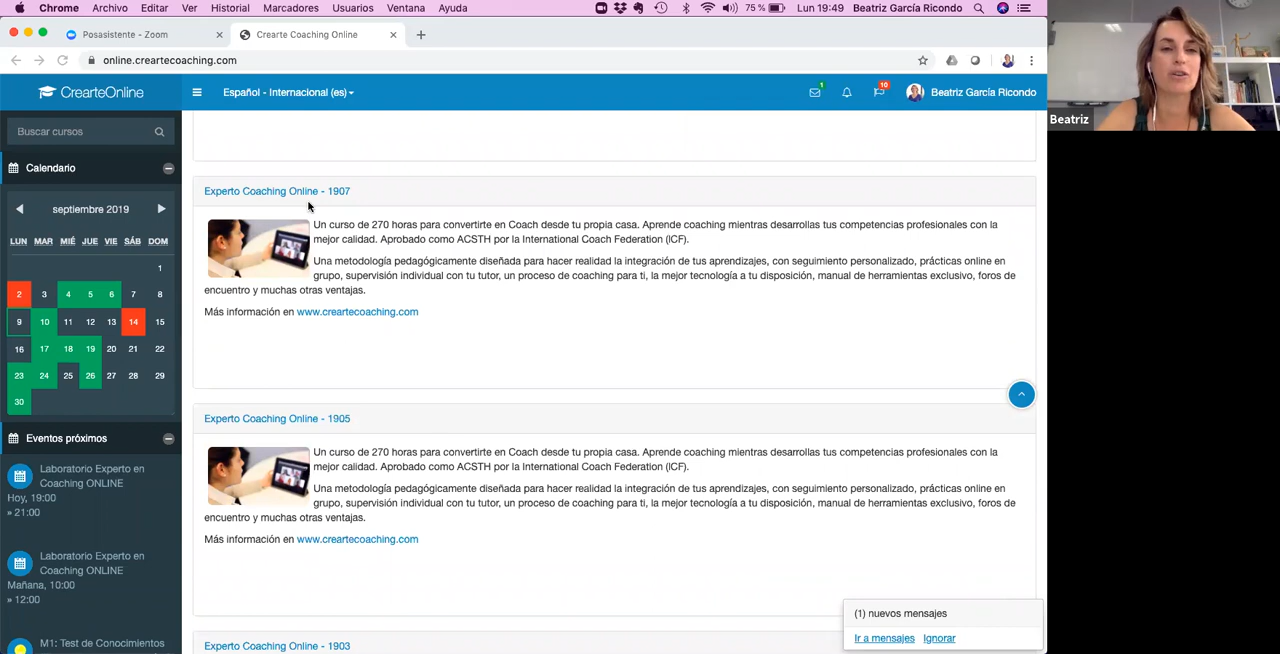 Chrome Archivo Editar Ver Historial Marcadores Usuarios Ventana Ayuda 75 % Lun 19:49 Beatriz García Ricondo
Posasistente - Zoom
Crearte Coaching Online
online.creartecoaching.com
CrearteOnline
Español - Internacional (es)
1
10
Beatriz García Ricondo
Beatriz
Buscar cursos
Calendario
septiembre 2019
LUN MAR MIÉ JUE VIE SÁB DOM
1
2 3 4 5 6 7 8
9 10 11 12 13 14 15
16 17 18 19 20 21 22
23 24 25 26 27 28 29
30
Eventos próximos
Laboratorio Experto en
Coaching ONLINE
Hoy, 19:00
» 21:00
Laboratorio Experto en
Coaching ONLINE
Mañana, 10:00
» 12:00
M1: Test de Conocimientos
Experto Coaching Online - 1907
Un curso de 270 horas para convertirte en Coach desde tu propia casa. Aprende coaching mientras desarrollas tus competencias profesionales con la
mejor calidad. Aprobado como ACSTH por la International Coach Federation (ICF).
Una metodología pedagógicamente diseñada para hacer realidad la integración de tus aprendizajes, con seguimiento personalizado, prácticas online en
grupo, supervisión individual con tu tutor, un proceso de coaching para ti, la mejor tecnología a tu disposición, manual de herramientas exclusivo, foros de
encuentro y muchas otras ventajas.
Más información en www.creartecoaching.com
Experto Coaching Online - 1905
Un curso de 270 horas para convertirte en Coach desde tu propia casa. Aprende coaching mientras desarrollas tus competencias profesionales con la
mejor calidad. Aprobado como ACSTH por la International Coach Federation (ICF).
Una metodología pedagógicamente diseñada para hacer realidad la integración de tus aprendizajes, con seguimiento personalizado, prácticas online en
grupo, supervisión individual con tu tutor, un proceso de coaching para ti, la mejor tecnología a tu disposición, manual de herramientas exclusivo, foros de
encuentro y muchas otras ventajas.
Más información en www.creartecoaching.com
Experto Coaching Online - 1903
(1) nuevos mensajes
Ir a mensajes Ignorar